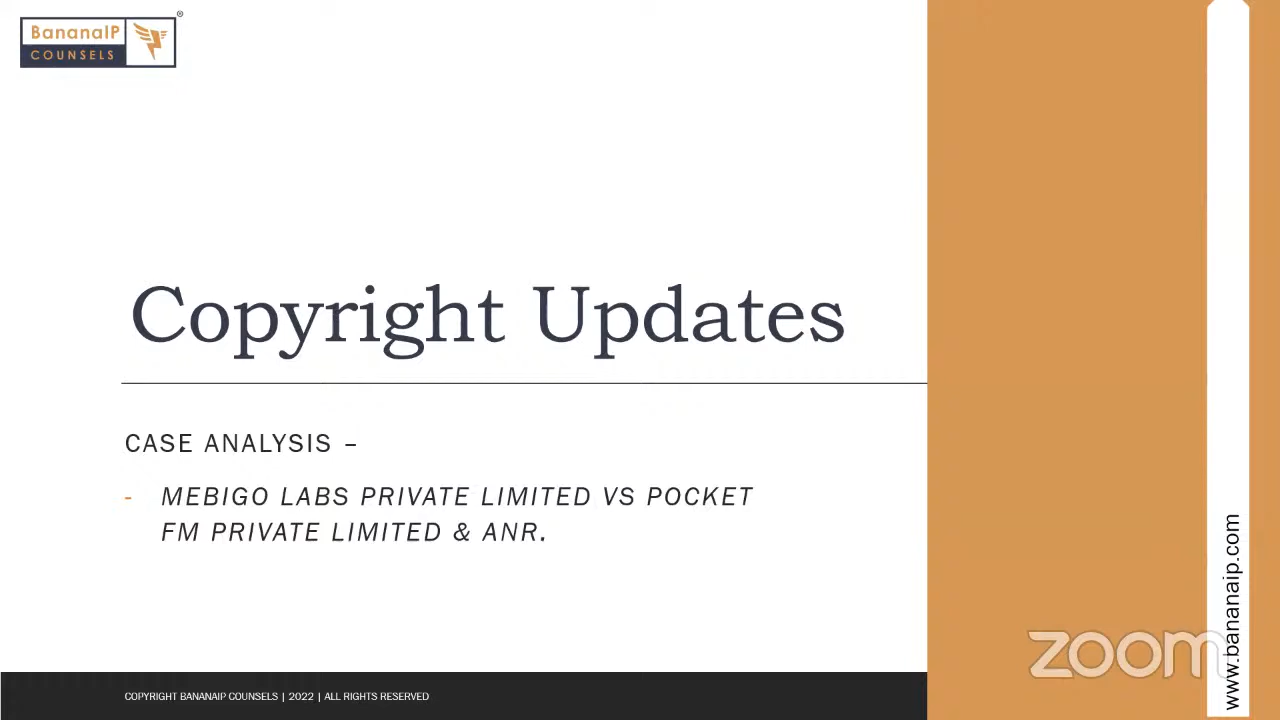 BananaIP
COUNSELS
®
Copyright Updates
CASE ANALYSIS –
- MEBIGO LABS PRIVATE LIMITED VS POCKET
FM PRIVATE LIMITED & ANR.
COPYRIGHT BANANAIP COUNSELS | 2022 | ALL RIGHTS RESERVED
zoom
www.bananaip.com